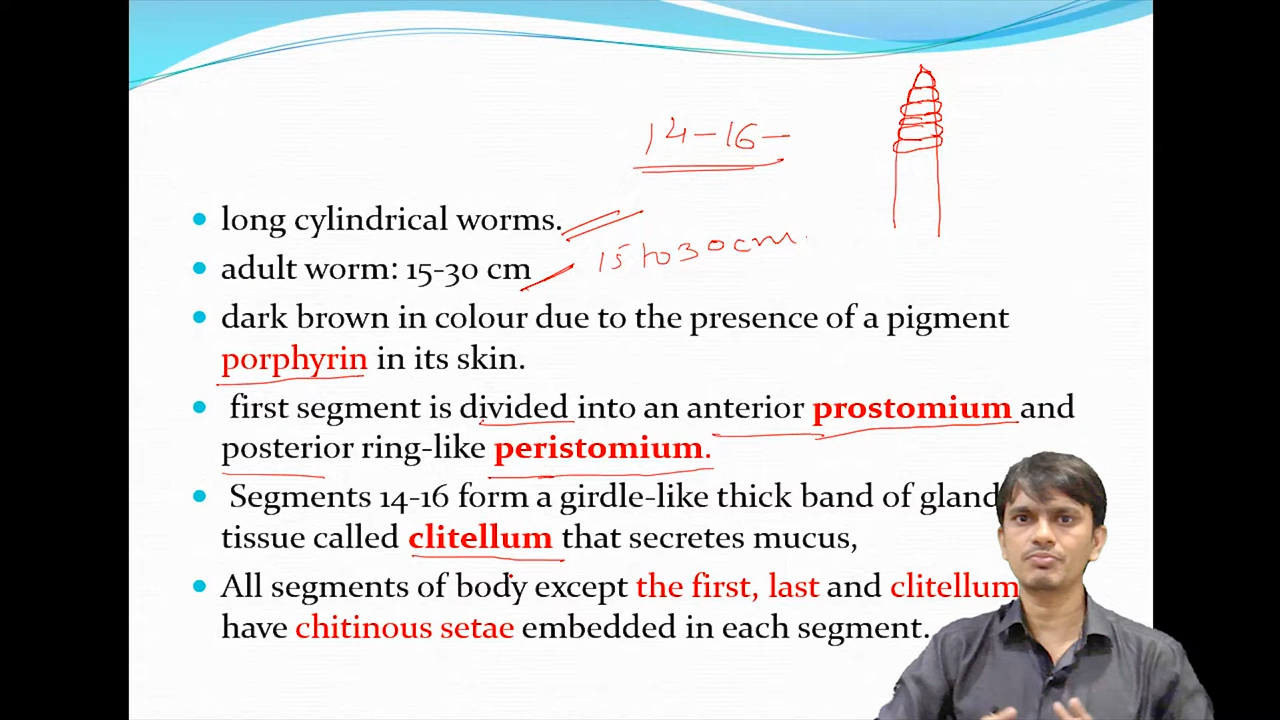 14-16-
long cylindrical worms.
15 to 30 cm.
adult worm: 15-30 cm
dark brown in colour due to the presence of a pigment
porphyrin in its skin.
first segment is divided into an anterior prostomium and
posterior ring-like peristomium.
Segments 14-16 form a girdle-like thick band of gland
tissue called clitellum that secretes mucus,
All segments of body except the first, last and clitellum
have chitinous setae embedded in each segment.